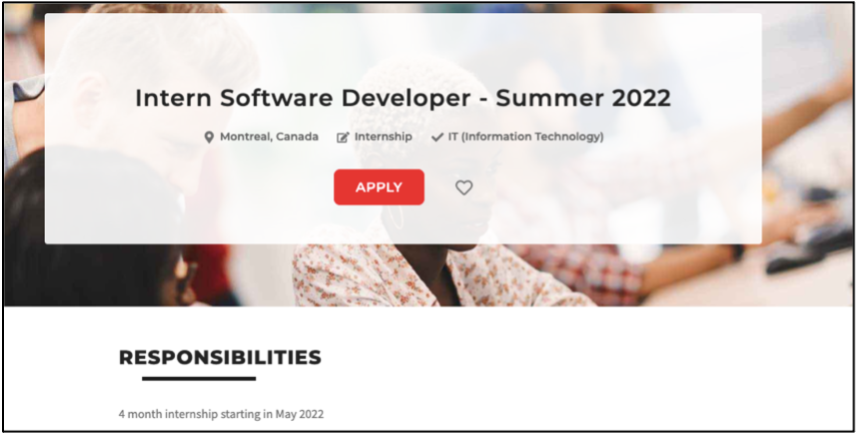 Intern Software Developer - Summer 2022
Montreal, Canada Internship IT (Information Technology)
APPLY
RESPONSIBILITIES
4 month internship starting in May 2022